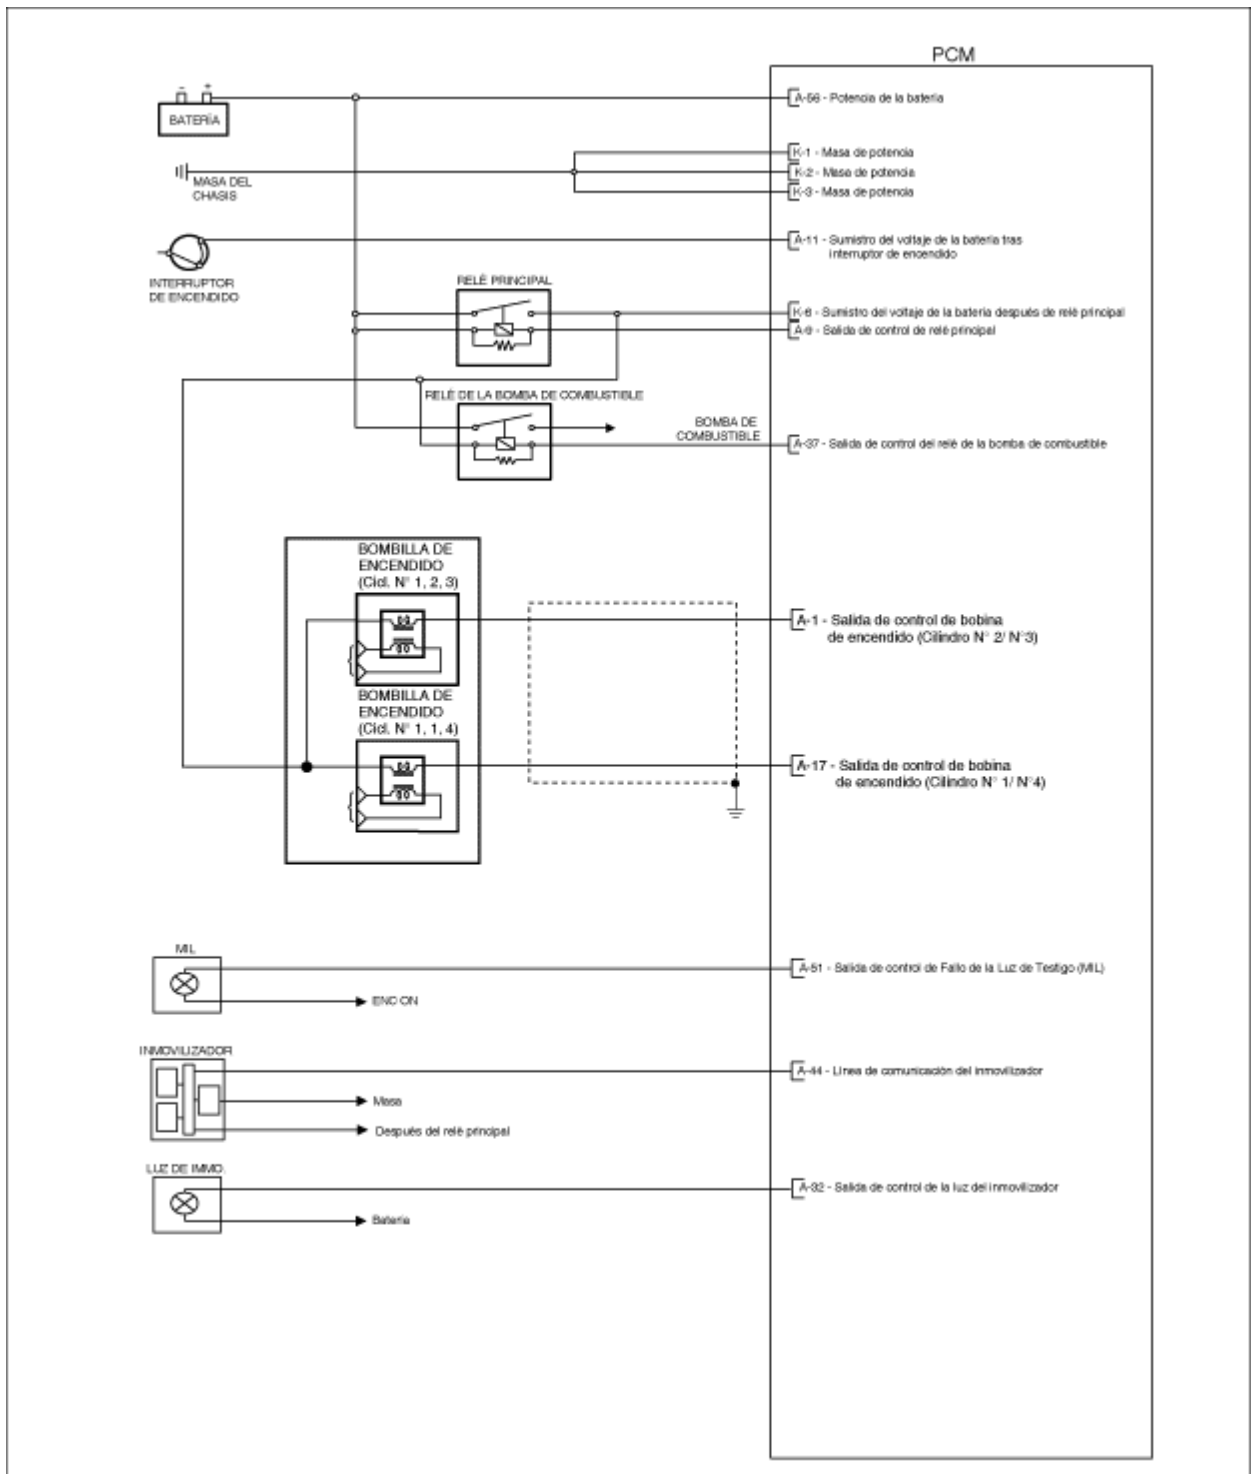 PCM
- +
BATERÍA
A-56 - Potencia de la batería
K-1 - Masa de potencia
K-2 - Masa de potencia
K-3 - Masa de potencia
MASA DEL
CHASIS
A-11 - Sumistro del voltaje de la batería tras
interruptor de encendido
INTERRUPTOR
DE ENCENDIDO
RELÉ PRINCIPAL
K-6 - Sumistro del voltaje de la batería después de relé principal
A-9 - Salida de control de relé principal
RELÉ DE LA BOMBA DE COMBUSTIBLE
BOMBA DE
COMBUSTIBLE
A-37 - Salida de control del relé de la bomba de combustible
BOMBILLA DE
ENCENDIDO
(Cicl. N° 1, 2, 3)
A-1 - Salida de control de bobina
de encendido (Cilindro N° 2/ N°3)
BOMBILLA DE
ENCENDIDO
(Cicl. N° 1, 1, 4)
A-17 - Salida de control de bobina
de encendido (Cilindro N° 1/ N°4)
MIL
A-51 - Salida de control de Fallo de la Luz de Testigo (MIL)
ENC ON
INMOVILIZADOR
A-44 - Línea de comunicación del inmovilizador
Masa
Después del relé principal
LUZ DE IMMO.
A-32 - Salida de control de la luz del inmovilizador
Batería